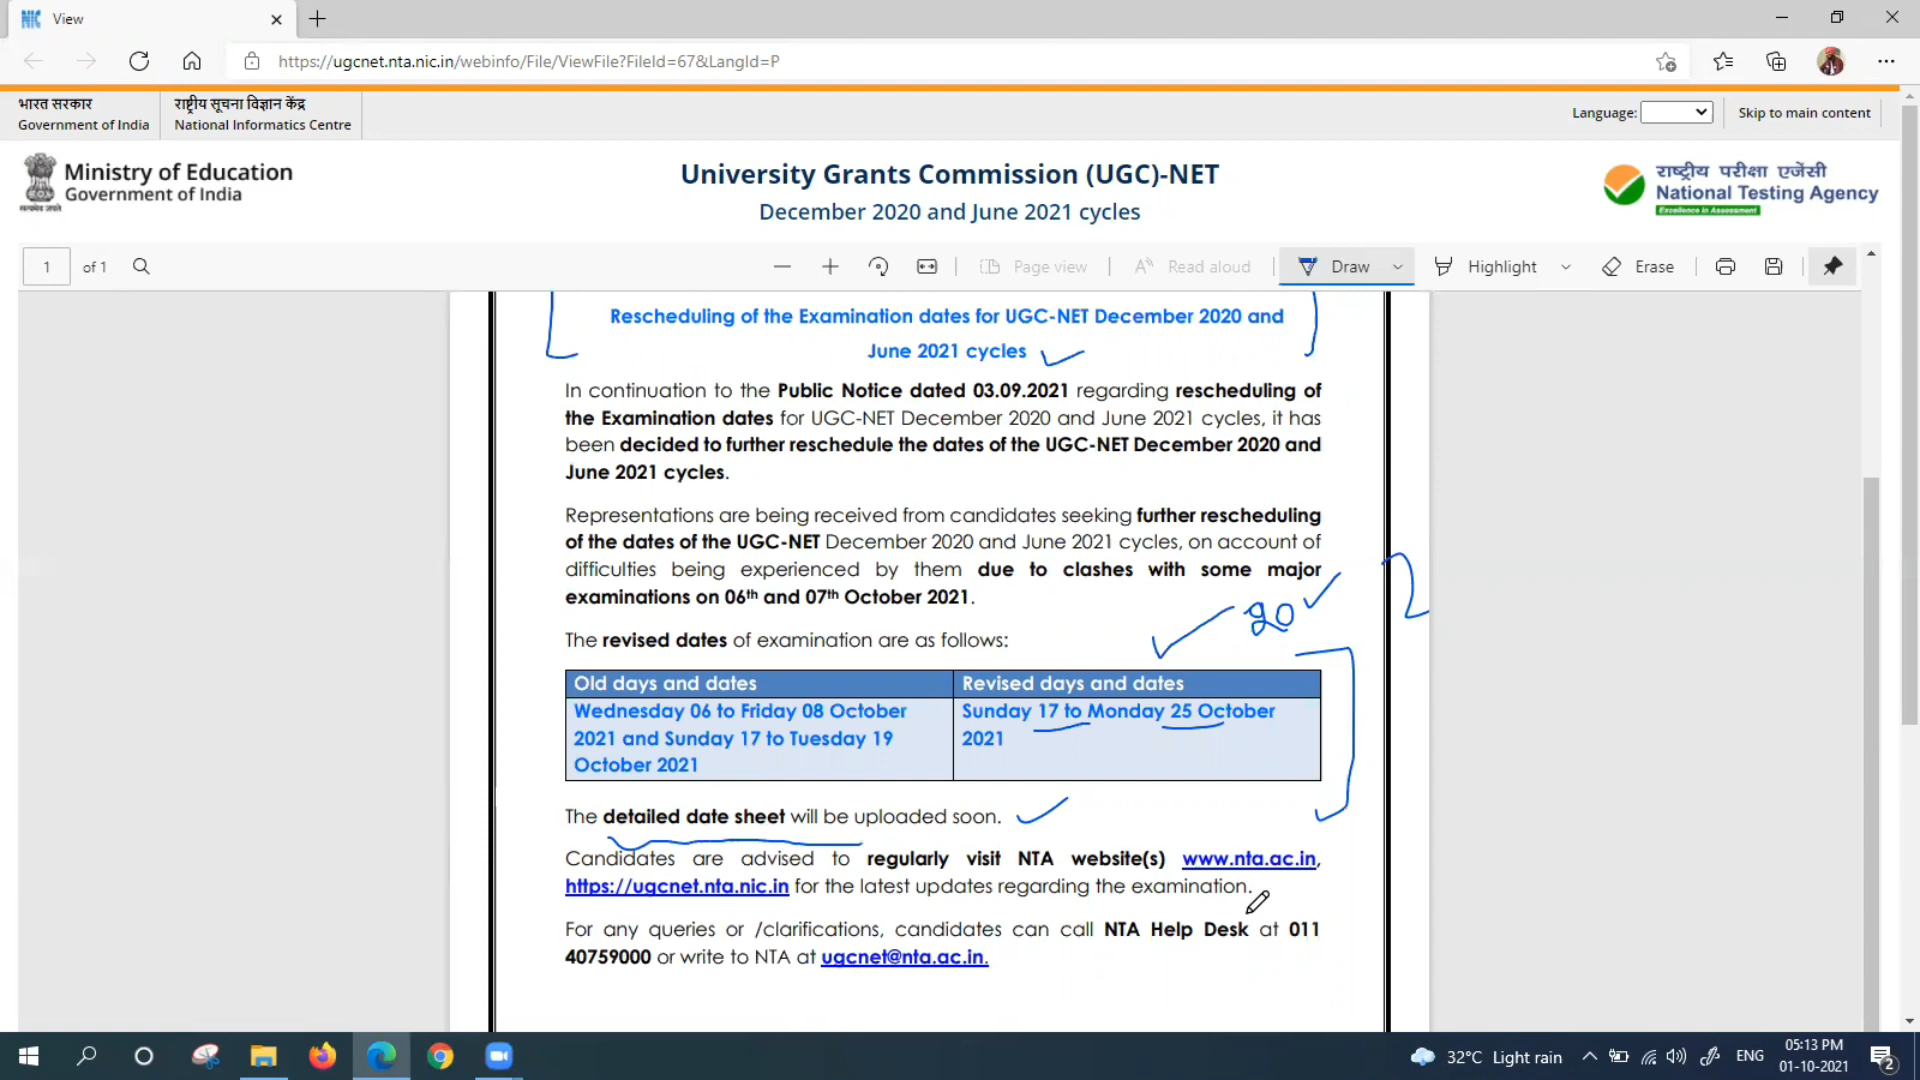 View
https://ugcnet.nta.nic.in/webinfo/File/ViewFile?FileId=67&LangId=P
भारत सरकार
Government of India
राष्ट्रीय सूचना विज्ञान केंद्र
National Informatics Centre
Language:
Skip to main content
Ministry of Education
Government of India
University Grants Commission (UGC)-NET
December 2020 and June 2021 cycles
राष्ट्रीय परीक्षा एजेंसी
National Testing Agency
Excellence in Assessment
1 of 1
Page view
Read aloud
Draw
Highlight
Erase
Rescheduling of the Examination dates for UGC-NET December 2020 and
June 2021 cycles
In continuation to the Public Notice dated 03.09.2021 regarding rescheduling of
the Examination dates for UGC-NET December 2020 and June 2021 cycles, it has
been decided to further reschedule the dates of the UGC-NET December 2020 and
June 2021 cycles.
Representations are being received from candidates seeking further rescheduling
of the dates of the UGC-NET December 2020 and June 2021 cycles, on account of
difficulties being experienced by them due to clashes with some major
examinations on 06th and 07th October 2021.
20
2
The revised dates of examination are as follows:
Old days and dates
Revised days and dates
Wednesday 06 to Friday 08 October
2021 and Sunday 17 to Tuesday 19
October 2021
Sunday 17 to Monday 25 October
2021
The detailed date sheet will be uploaded soon.
Candidates are advised to regularly visit NTA website(s) www.nta.ac.in,
https://ugcnet.nta.nic.in for the latest updates regarding the examination.
For any queries or /clarifications, candidates can call NTA Help Desk at 011
40759000 or write to NTA at ugcnet@nta.ac.in.
32°C Light rain
ENG
05:13 PM
01-10-2021
2